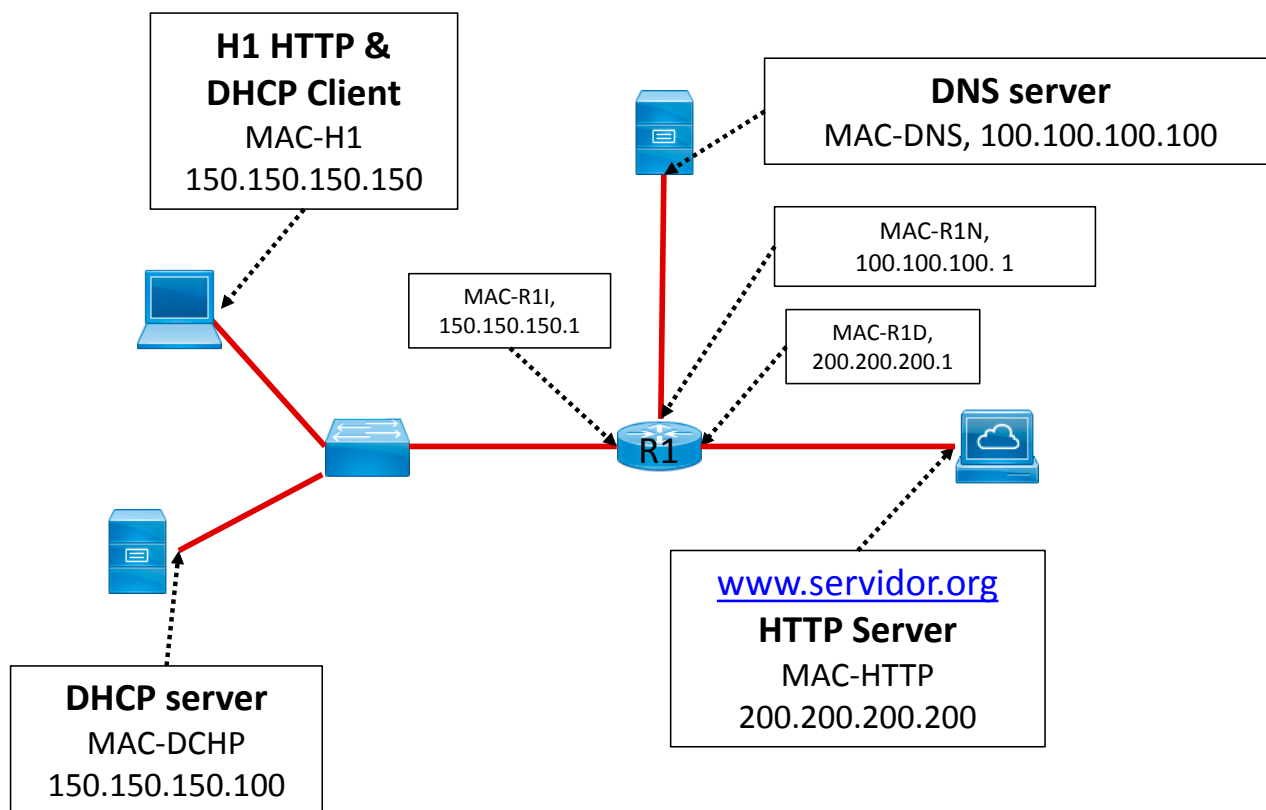 H1 HTTP &
DHCP Client
MAC-H1
150.150.150.150
DNS server
MAC-DNS, 100.100.100.100
MAC-R1N,
100.100.100. 1
MAC-R1I,
150.150.150.1
MAC-R1D,
200.200.200.1
R1
www.servidor.org
HTTP Server
MAC-HTTP
200.200.200.200
DHCP server
MAC-DCHP
150.150.150.100